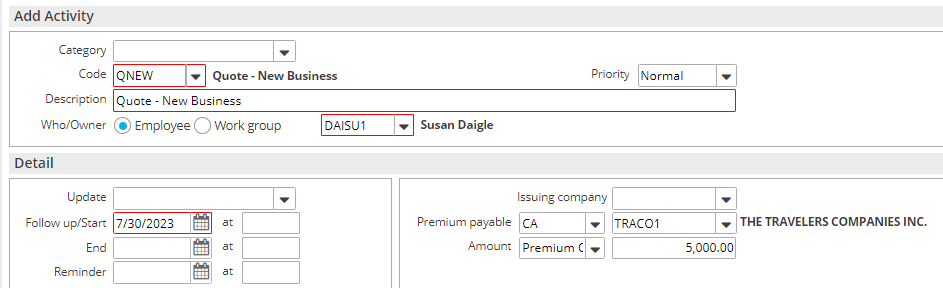 Add Activity
Category
Code QNEW Quote - New Business Priority Normal
Description Quote - New Business
Who/Owner Employee Work group DAISU1 Susan Daigle
Detail
Update Issuing company
Follow up/Start 7/30/2023 at Premium payable CA TRACO1 THE TRAVELERS COMPANIES INC.
End at Amount Premium 5,000.00
Reminder at